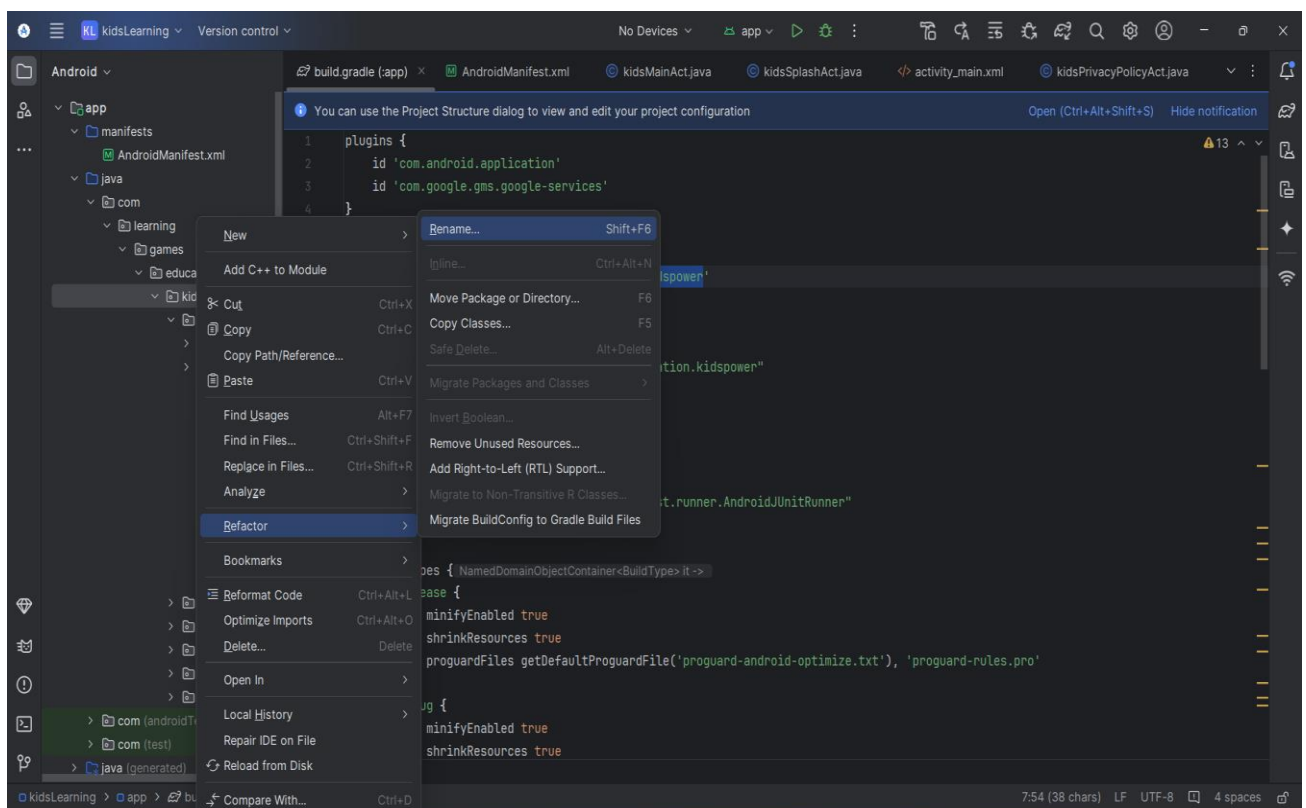 KL kidsLearning Version control No Devices app
Android
build.gradle (:app) AndroidManifest.xml kidsMainAct.java kidsSplashAct.java activity_main.xml kidsPrivacyPolicyAct.java
You can use the Project Structure dialog to view and edit your project configuration Open (Ctrl+Alt+Shift+S) Hide notification
app
manifests
AndroidManifest.xml
java
com
learning
games
educa
kid
com (androidT
com (test)
java (generated)
1 plugins {
2 id 'com.android.application'
3 id 'com.google.gms.google-services'
4 }
13
spower'
tion.kidspower"
st.runner.AndroidJUnitRunner"
pes { NamedDomainObjectContainer<BuildType> it ->
ease {
minifyEnabled true
shrinkResources true
proguardFiles getDefaultProguardFile('proguard-android-optimize.txt'), 'proguard-rules.pro'
ug {
minifyEnabled true
shrinkResources true
New
Add C++ to Module
Cut Ctrl+X
Copy Ctrl+C
Copy Path/Reference...
Paste Ctrl+V
Find Usages Alt+F7
Find in Files... Ctrl+Shift+F
Replace in Files... Ctrl+Shift+R
Analyze
Refactor
Bookmarks
Reformat Code Ctrl+Alt+L
Optimize Imports Ctrl+Alt+O
Delete... Delete
Open In
Local History
Repair IDE on File
Reload from Disk
Compare With... Ctrl+D
Rename... Shift+F6
Inline... Ctrl+Alt+N
Move Package or Directory... F6
Copy Classes... F5
Safe Delete... Alt+Delete
Migrate Packages and Classes
Invert Boolean...
Remove Unused Resources...
Add Right-to-Left (RTL) Support...
Migrate to Non-Transitive R Classes...
Migrate BuildConfig to Gradle Build Files
kidsLearning > app > bu 7:54 (38 chars) LF UTF-8 4 spaces